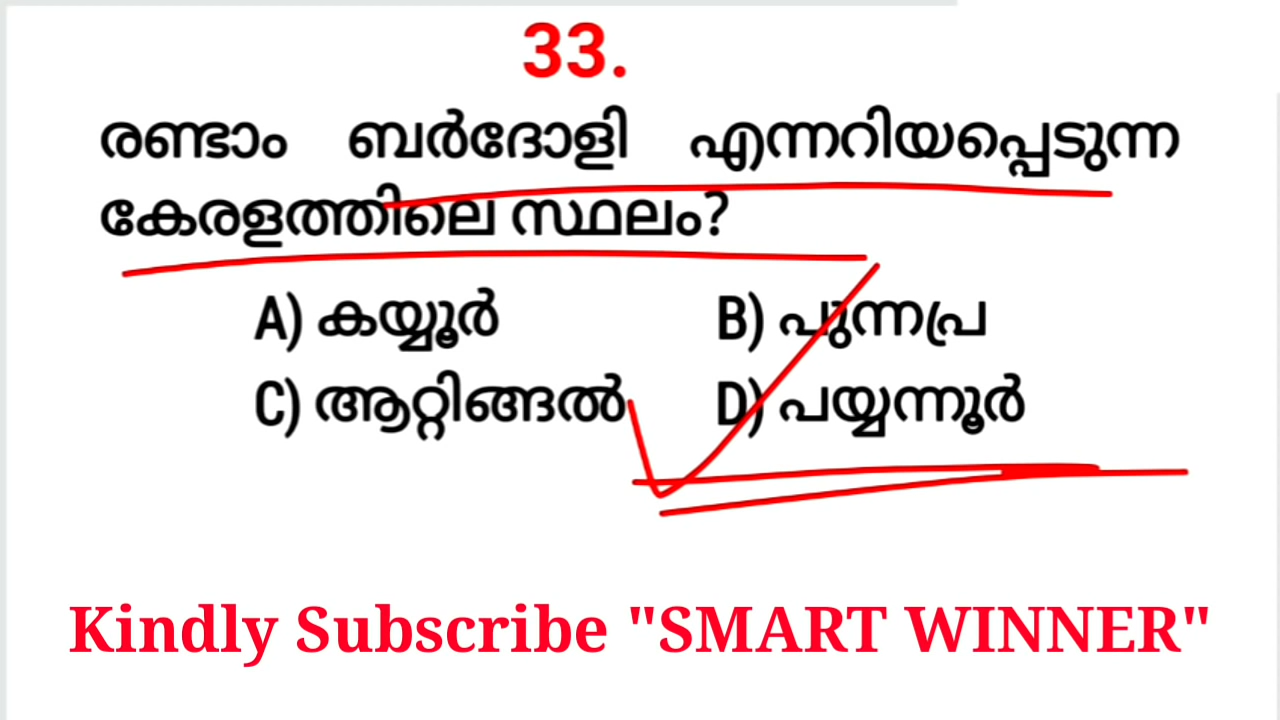 33.
രണ്ടാം ബർദോളി എന്നറിയപ്പെടുന്ന
കേരളത്തിലെ സ്ഥലം?
A) കയ്യൂർ B) പുന്നപ്ര
C) ആറ്റിങ്ങൽ D) പയ്യന്നൂർ
Kindly Subscribe "SMART WINNER"